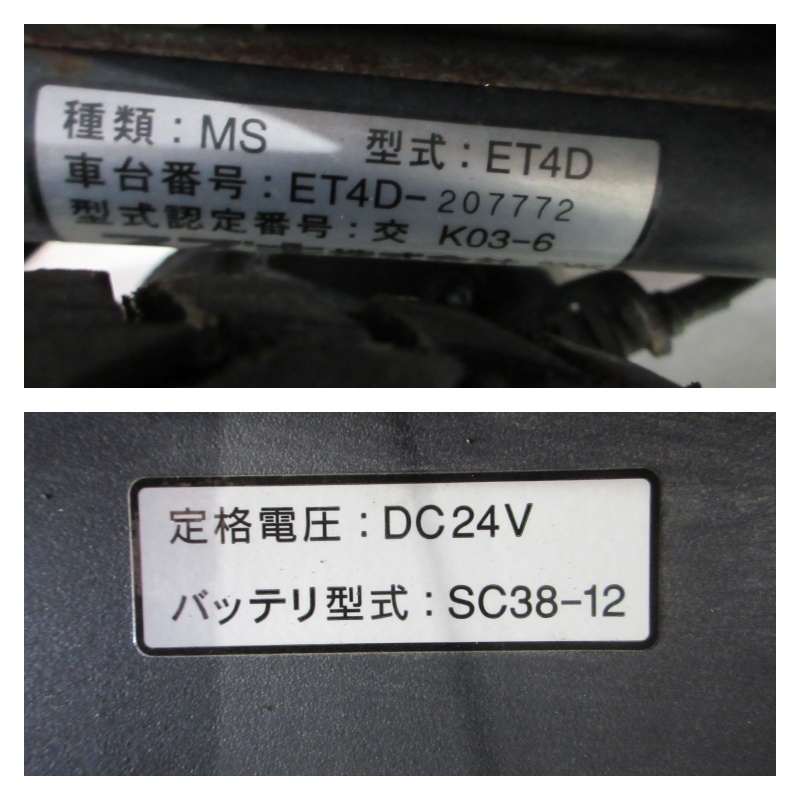 種類：MS 型式：ET4D
車台番号：ET4D-207772
型式認定番号：交 K03-6
定格電圧：DC24V
バッテリ型式：SC38-12